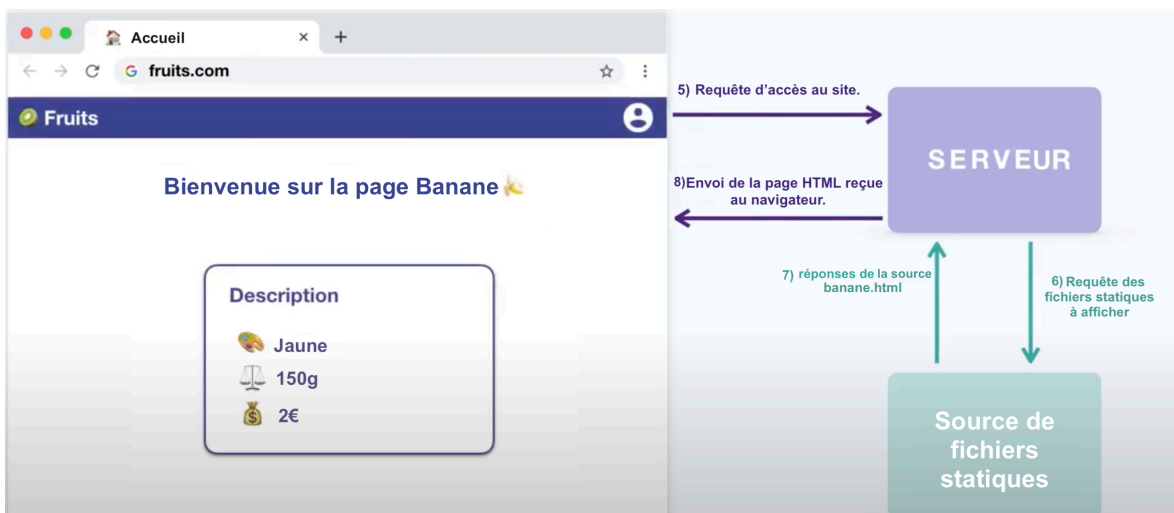 Accueil
fruits.com
Fruits
Bienvenue sur la page Banane
Description
Jaune
150g
2€
5) Requête d'accès au site.
8)Envoi de la page HTML reçue
au navigateur.
SERVEUR
7) réponses de la source
banane.html
6) Requête des
fichiers statiques
à afficher
Source de
fichiers
statiques